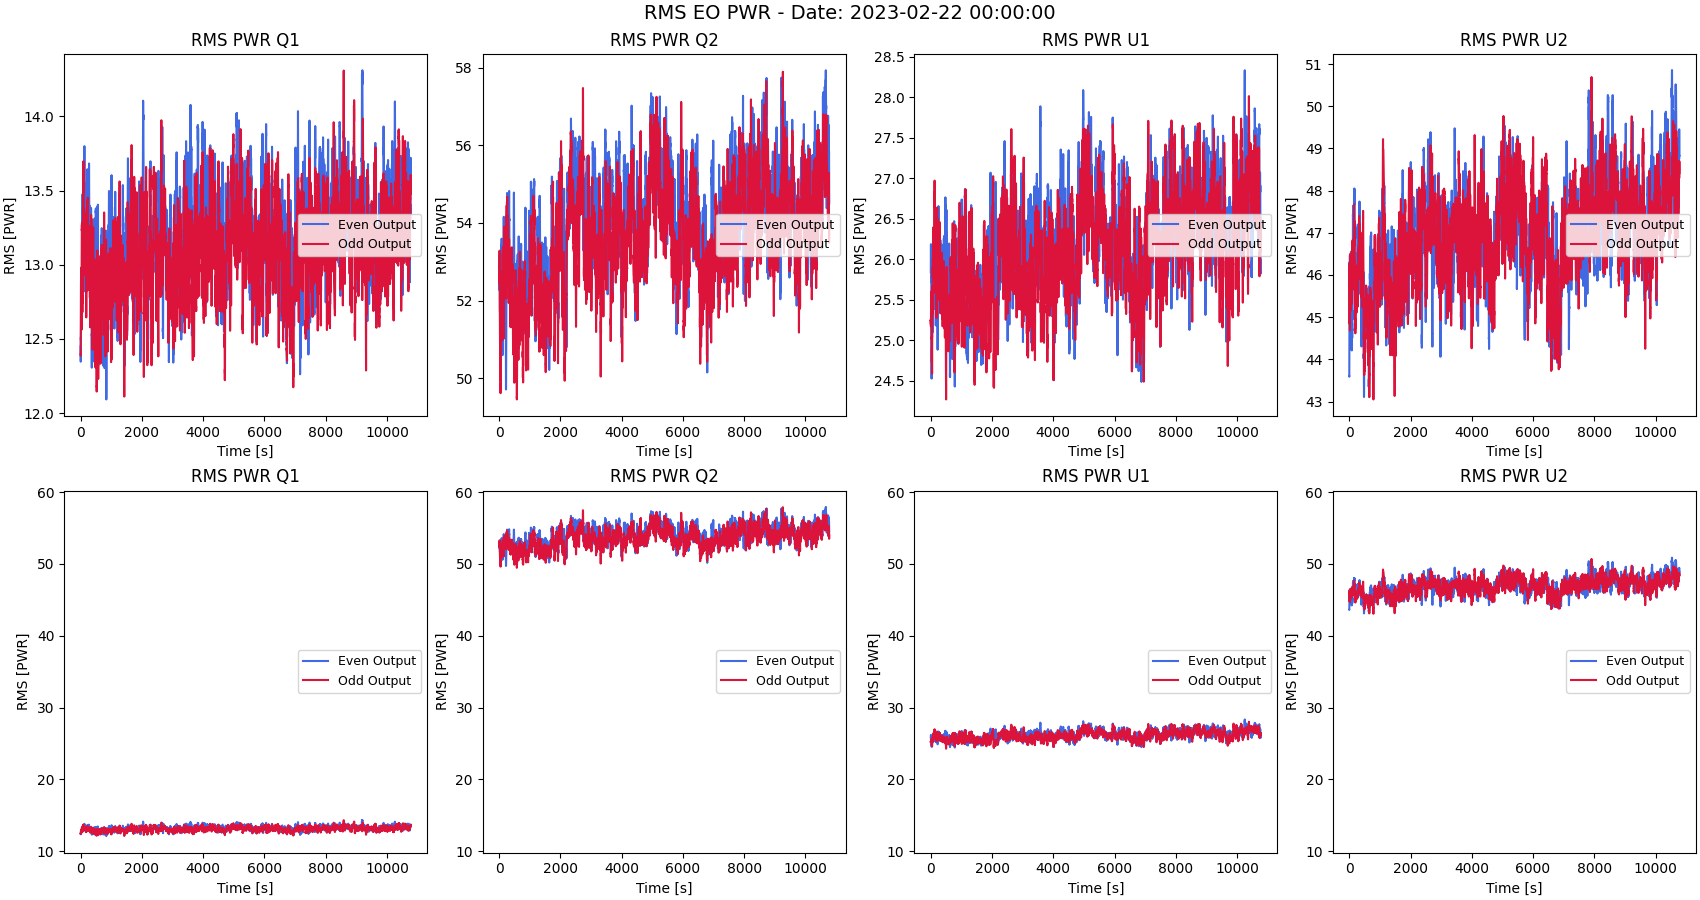 RMS EO PWR - Date: 2023-02-22 00:00:00
RMS PWR Q1
RMS [PWR]
14.0
13.5
13.0
12.5
12.0
Even Output
Odd Output
0 2000 4000 6000 8000 10000
Time [s]
RMS PWR Q2
RMS [PWR]
58
56
54
52
50
Even Output
Odd Output
0 2000 4000 6000 8000 10000
Time [s]
RMS PWR U1
RMS [PWR]
28.5
28.0
27.5
27.0
26.5
26.0
25.5
25.0
24.5
Even Output
Odd Output
0 2000 4000 6000 8000 10000
Time [s]
RMS PWR U2
RMS [PWR]
51
50
49
48
47
46
45
44
43
Even Output
Odd Output
0 2000 4000 6000 8000 10000
Time [s]
RMS PWR Q1
RMS [PWR]
60
50
40
30
20
10
Even Output
Odd Output
0 2000 4000 6000 8000 10000
Time [s]
RMS PWR Q2
RMS [PWR]
60
50
40
30
20
10
Even Output
Odd Output
0 2000 4000 6000 8000 10000
Time [s]
RMS PWR U1
RMS [PWR]
60
50
40
30
20
10
Even Output
Odd Output
0 2000 4000 6000 8000 10000
Time [s]
RMS PWR U2
RMS [PWR]
60
50
40
30
20
10
Even Output
Odd Output
0 2000 4000 6000 8000 10000
Time [s]